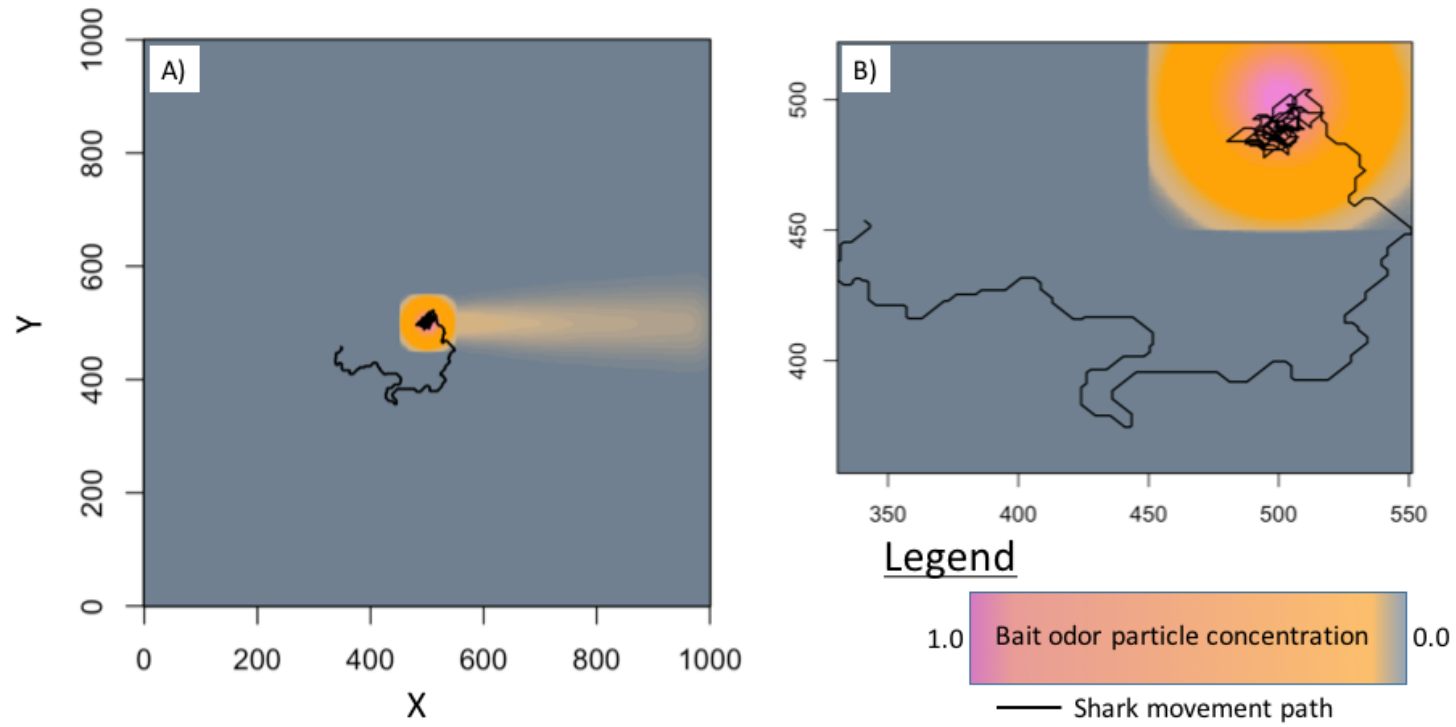 A)
1000
800
600
400
200
0
Y
0 200 400 600 800 1000
X
B)
500
450
400
350 400 450 500 550
Legend
1.0 Bait odor particle concentration 0.0
Shark movement path